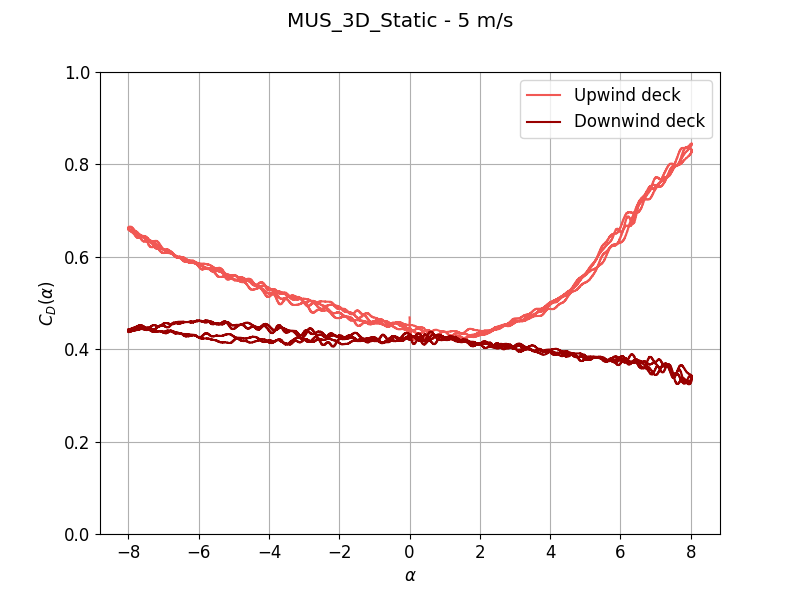 MUS_3D_Static - 5 m/s
Upwind deck
Downwind deck
1.0
0.8
0.6
0.4
0.2
0.0
C_D(α)
−8 −6 −4 −2 0 2 4 6 8
α